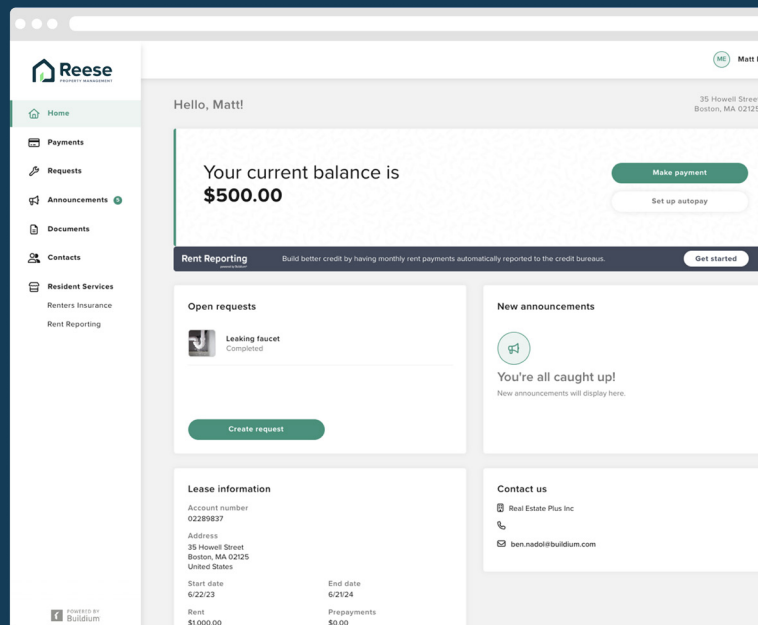 ME
Matt
Reese
PROPERTY MANAGEMENT
Home
Payments
Requests
Announcements 5
Documents
Contacts
Resident Services
Renters Insurance
Rent Reporting
POWERED BY
Buildium
Hello, Matt!
35 Howell Street
Boston, MA 02125
Your current balance is
$500.00
Make payment
Set up autopay
Rent Reporting
Build better credit by having monthly rent payments automatically reported to the credit bureaus.
Get started
Open requests
Leaking faucet
Completed
Create request
New announcements
You're all caught up!
New announcements will display here.
Lease information
Account number
02289837
Address
35 Howell Street
Boston, MA 02125
United States
Start date
6/22/23
End date
6/21/24
Rent
$1,000.00
Prepayments
$0.00
Contact us
Real Estate Plus Inc
ben.nadol@buildium.com